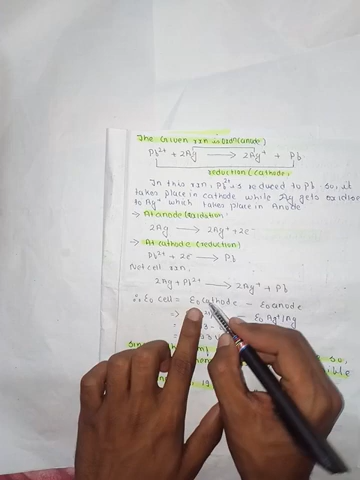 The Given rxn is oxdn(anode)
Pb²⁺ + 2Ag → 2Ag⁺ + Pb
reduction (cathode)
In this rxn, Pb²⁺ is reduced to Pb. so, it
takes place in cathode while Ag gets oxidise
to Ag⁺ which takes place in Anode
→ At anode (oxidation)
2Ag → 2Ag⁺ + 2e⁻
→ At cathode (reduction)
Pb²⁺ + 2e → Pb
Net cell rxn,
2Ag + Pb²⁺ → 2Ag⁺ + Pb
∴ E0 cell = E0 cathode - E0 anode
⇒ - E0 Ag⁺/Ag
=
=
so,